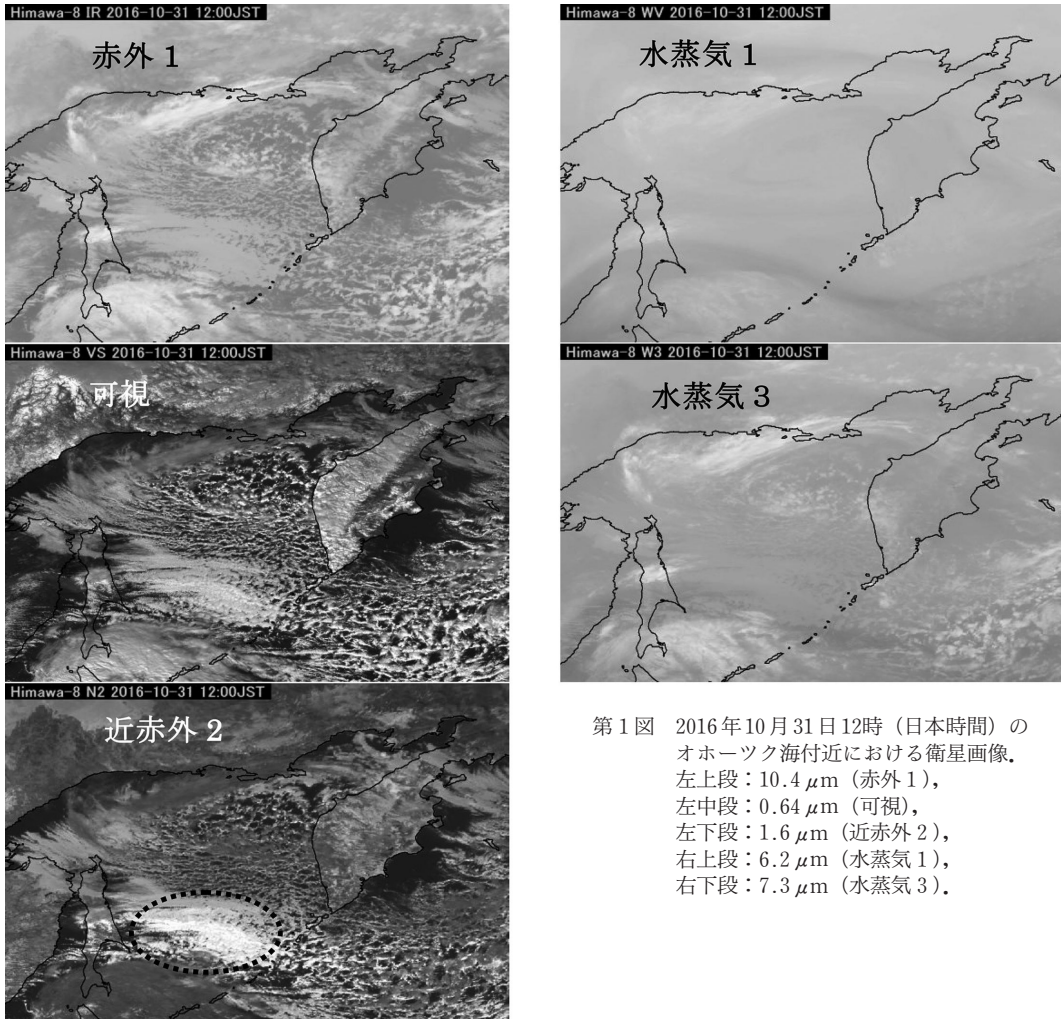 Himawa-8 IR 2016-10-31 12:00JST
赤外 1
Himawa-8 WV 2016-10-31 12:00JST
水蒸気 1
Himawa-8 VS 2016-10-31 12:00JST
可視
Himawa-8 W3 2016-10-31 12:00JST
水蒸気 3
Himawa-8 N2 2016-10-31 12:00JST
近赤外 2
第1図 2016年10月31日12時（日本時間）の
オホーツク海付近における衛星画像．
左上段：10.4 μm（赤外1），
左中段：0.64 μm（可視），
左下段：1.6 μm（近赤外2），
右上段：6.2 μm（水蒸気1），
右下段：7.3 μm（水蒸気3）．